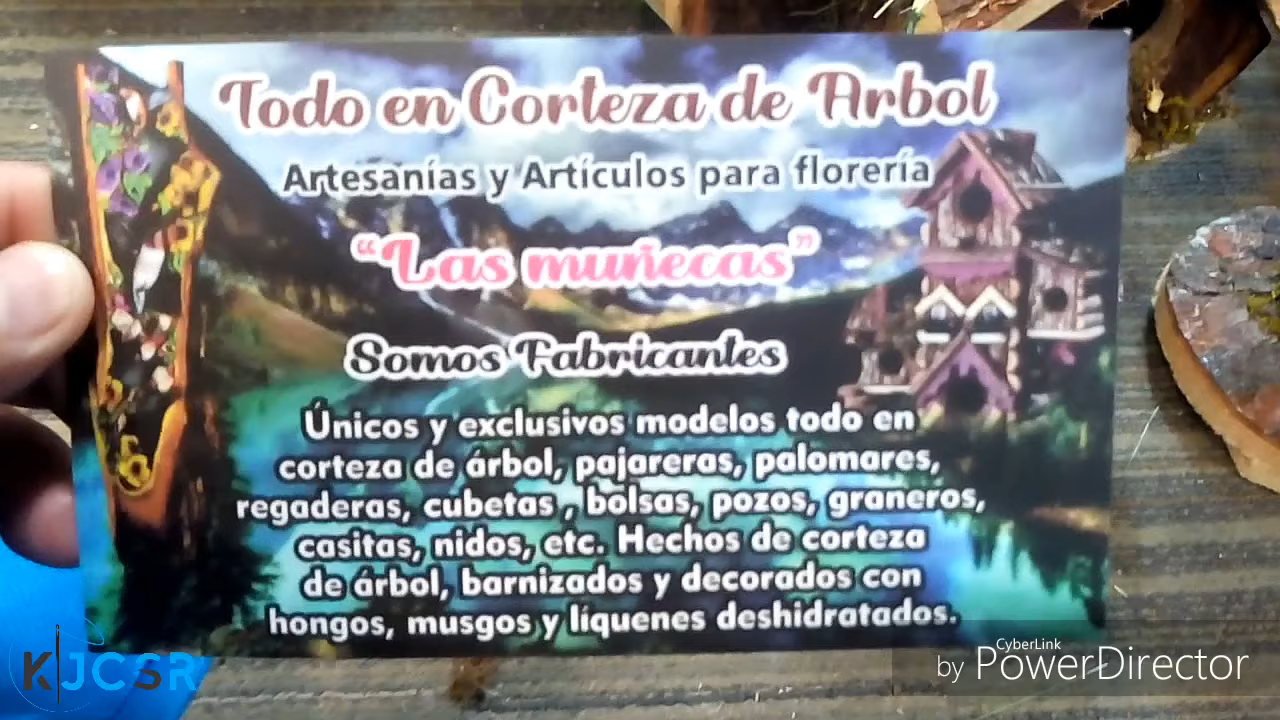 Todo en Corteza de Arbol
Artesanías y Artículos para florería
“Las muñecas”
Somos Fabricantes
Únicos y exclusivos modelos todo en
corteza de árbol, pajareras, palomares,
regaderas, cubetas , bolsas, pozos, graneros,
casitas, nidos, etc. Hechos de corteza
de árbol, barnizados y decorados con
hongos, musgos y líquenes deshidratados.
KJCSR
CyberLink
by PowerDirector